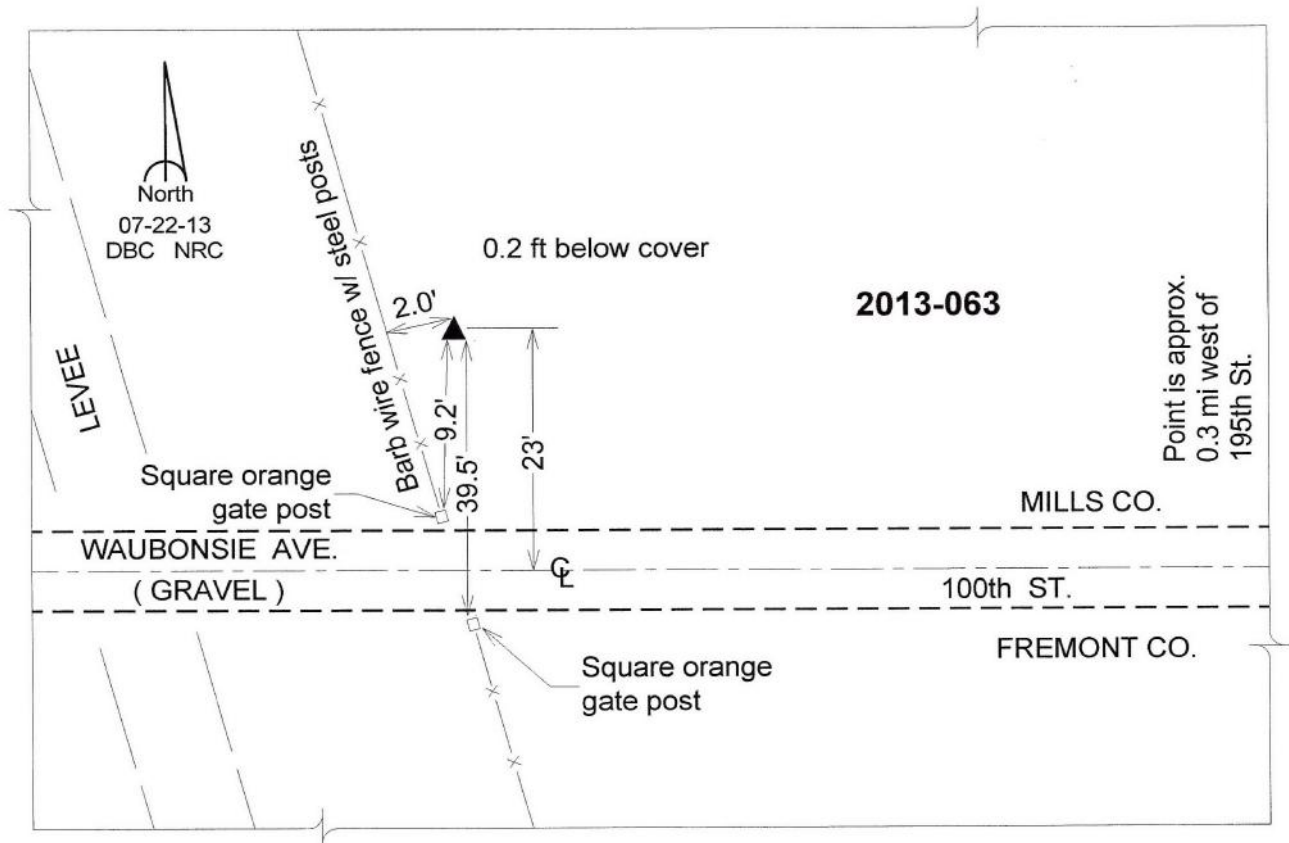 North
07-22-13
DBC NRC
LEVEE
Barb wire fence w/ steel posts
0.2 ft below cover
2.0'
2013-063
Point is approx.
0.3 mi west of
195th St.
9.2'
39.5'
23'
Square orange
gate post
MILLS CO.
WAUBONSIE AVE.
CL
( GRAVEL )
100th ST.
FREMONT CO.
Square orange
gate post